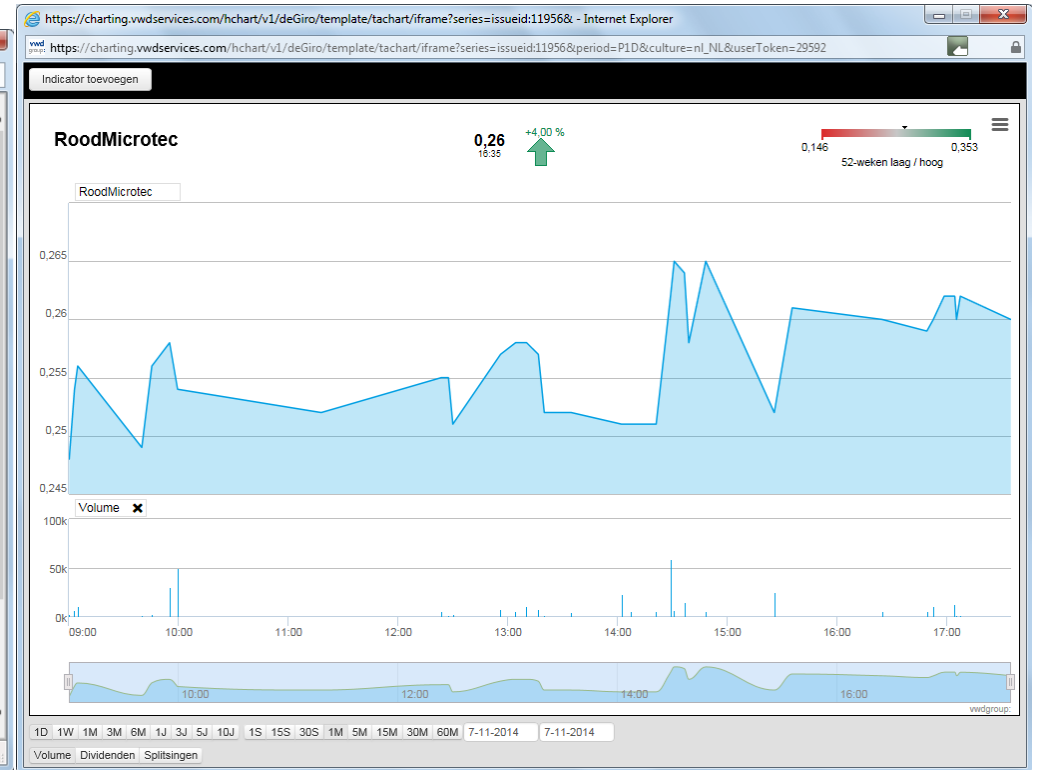 https://charting.vwdservices.com/hchart/v1/deGiro/template/tachart/iframe?series=issueid:11956& - Internet Explorer
vwd group: https://charting.vwdservices.com/hchart/v1/deGiro/template/tachart/iframe?series=issueid:11956&period=P1D&culture=nl_NL&userToken=29592
Indicator toevoegen
RoodMicrotec
0,26
16:35
+4,00 %
0,146 0,353
52-weken laag / hoog
RoodMicrotec
0,265
0,26
0,255
0,25
0,245
Volume
100k
50k
0k
09:00 10:00 11:00 12:00 13:00 14:00 15:00 16:00 17:00
10:00 12:00 14:00 16:00
vwdgroup:
1D 1W 1M 3M 6M 1J 3J 5J 10J 1S 15S 30S 1M 5M 15M 30M 60M 7-11-2014 7-11-2014
Volume Dividenden Splitsingen